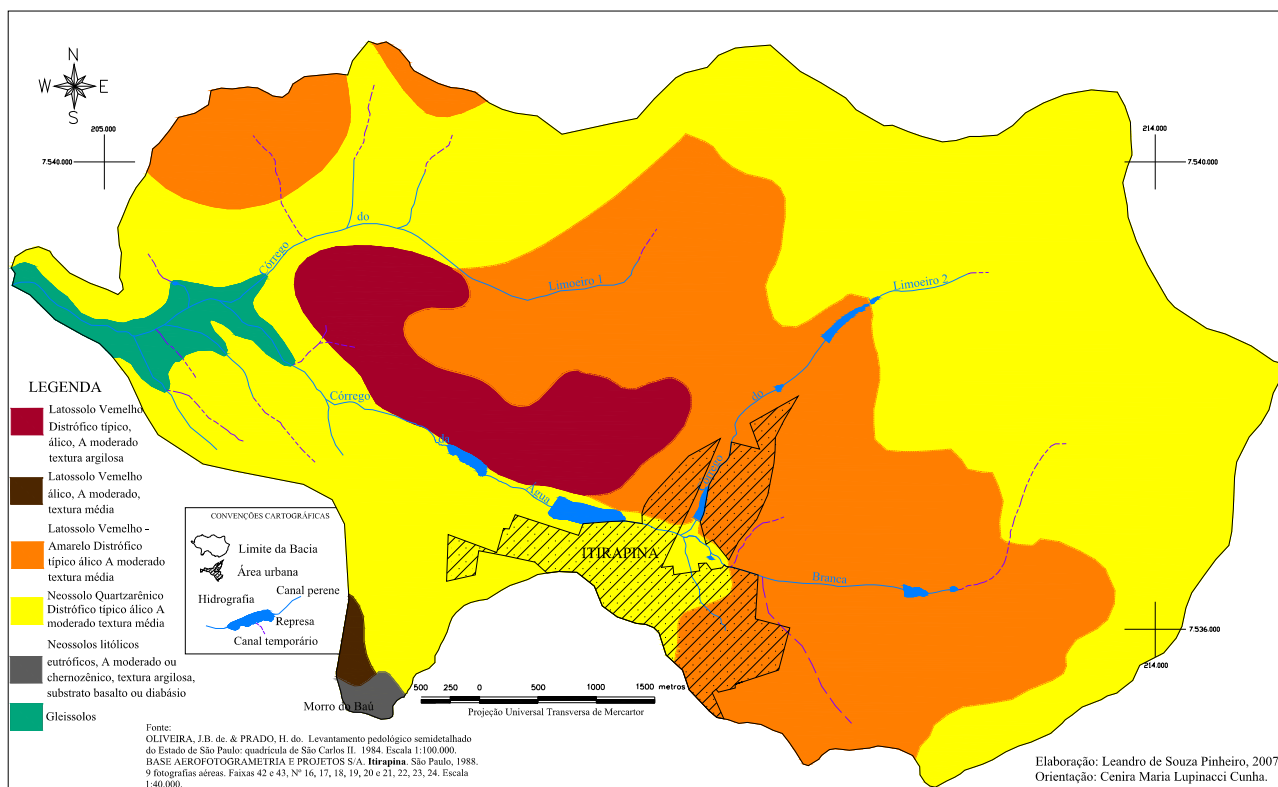 N
W E
S
205.000
7.540.000
214.000
7.540.000
do
Córrego
Limoeiro 1
Limoeiro 2
do
Córrego
Córrego
da
Água
ITIRAPINA
Branca
7.536.000
214.000
LEGENDA
Latossolo Vemelho
Distrófico típico,
álico, A moderado
textura argilosa
Latossolo Vemelho
álico, A moderado,
textura média
Latossolo Vermelho -
Amarelo Distrófico
típico álico A moderado
textura média
Neossolo Quartzarênico
Distrófico típico álico A
moderado textura média
Neossolos litólicos
eutróficos, A moderado ou
chernozênico, textura argilosa,
substrato basalto ou diabásio
Gleissolos
CONVENÇÕES CARTOGRÁFICAS
Limite da Bacia
Área urbana
Hidrografia
Canal perene
Represa
Canal temporário
Morro do Baú
500 250 0 500 1000 1500 metros
Projeção Universal Transversa de Mercartor
Fonte:
OLIVEIRA, J.B. de. & PRADO, H. do. Levantamento pedológico semidetalhado
do Estado de São Paulo: quadrícula de São Carlos II. 1984. Escala 1:100.000.
BASE AEROFOTOGRAMETRIA E PROJETOS S/A. Itirapina. São Paulo, 1988.
9 fotografias aéreas. Faixas 42 e 43, Nº 16, 17, 18, 19, 20 e 21, 22, 23, 24. Escala
1:40.000.
Elaboração: Leandro de Souza Pinheiro, 2007
Orientação: Cenira Maria Lupinacci Cunha.